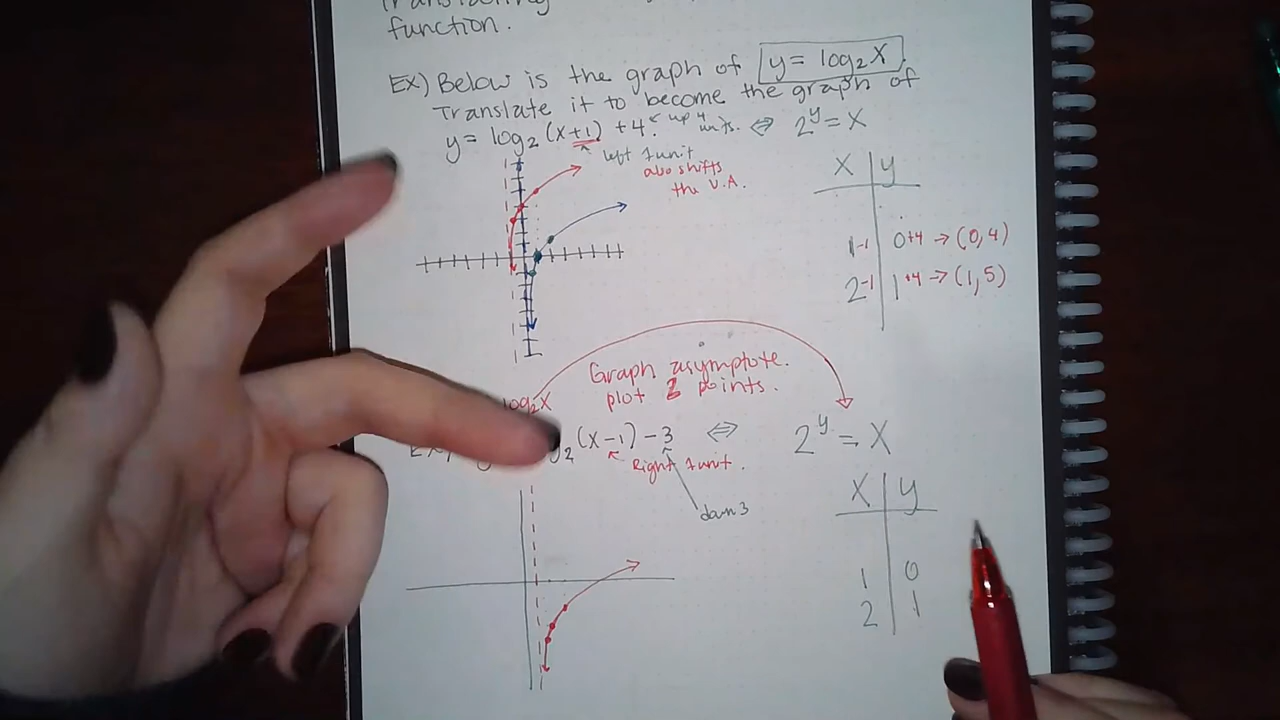 function.
Ex) Below is the graph of y = log₂X.
Translate it to become the graph of
y = log₂(x+1) + 4. ↖ up 4 units. ⇔ 2^y = X
↖ left 1 unit
also shifts
the V.A.
X | y
1 -1 | 0 +4 → (0,4)
2 -1 | 1 +4 → (1,5)
Graph asymptote.
plot 2 points.
log₂X
(X-1) - 3 ⇔ 2^y = X
↖ Right 1 unit.
down 3
X | y
1 | 0
2 | 1